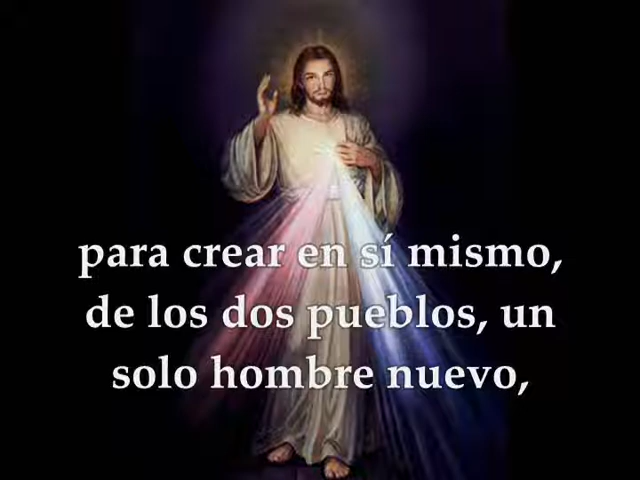 para crear en sí mismo,
de los dos pueblos, un
solo hombre nuevo,